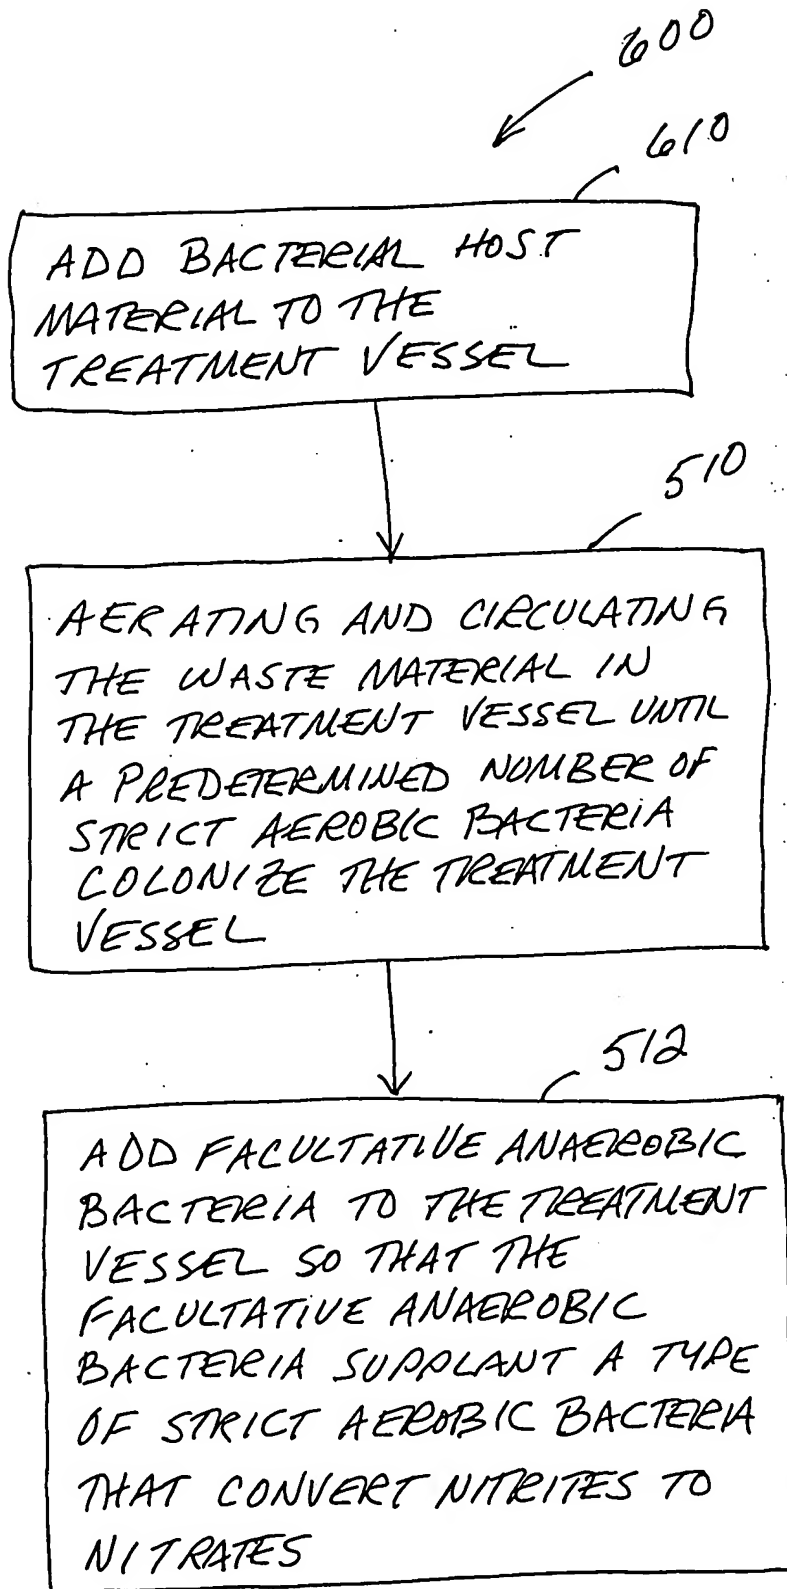 600
610
ADD BACTERIAL HOST
MATERIAL TO THE
TREATMENT VESSEL
510
AERATING AND CIRCULATING
THE WASTE MATERIAL IN
THE TREATMENT VESSEL UNTIL
A PREDETERMINED NUMBER OF
STRICT AEROBIC BACTERIA
COLONIZE THE TREATMENT
VESSEL
512
ADD FACULTATIVE ANAEROBIC
BACTERIA TO THE TREATMENT
VESSEL SO THAT THE
FACULTATIVE ANAEROBIC
BACTERIA SUPPLANT A TYPE
OF STRICT AEROBIC BACTERIA
THAT CONVERT NITRITES TO
NITRATES